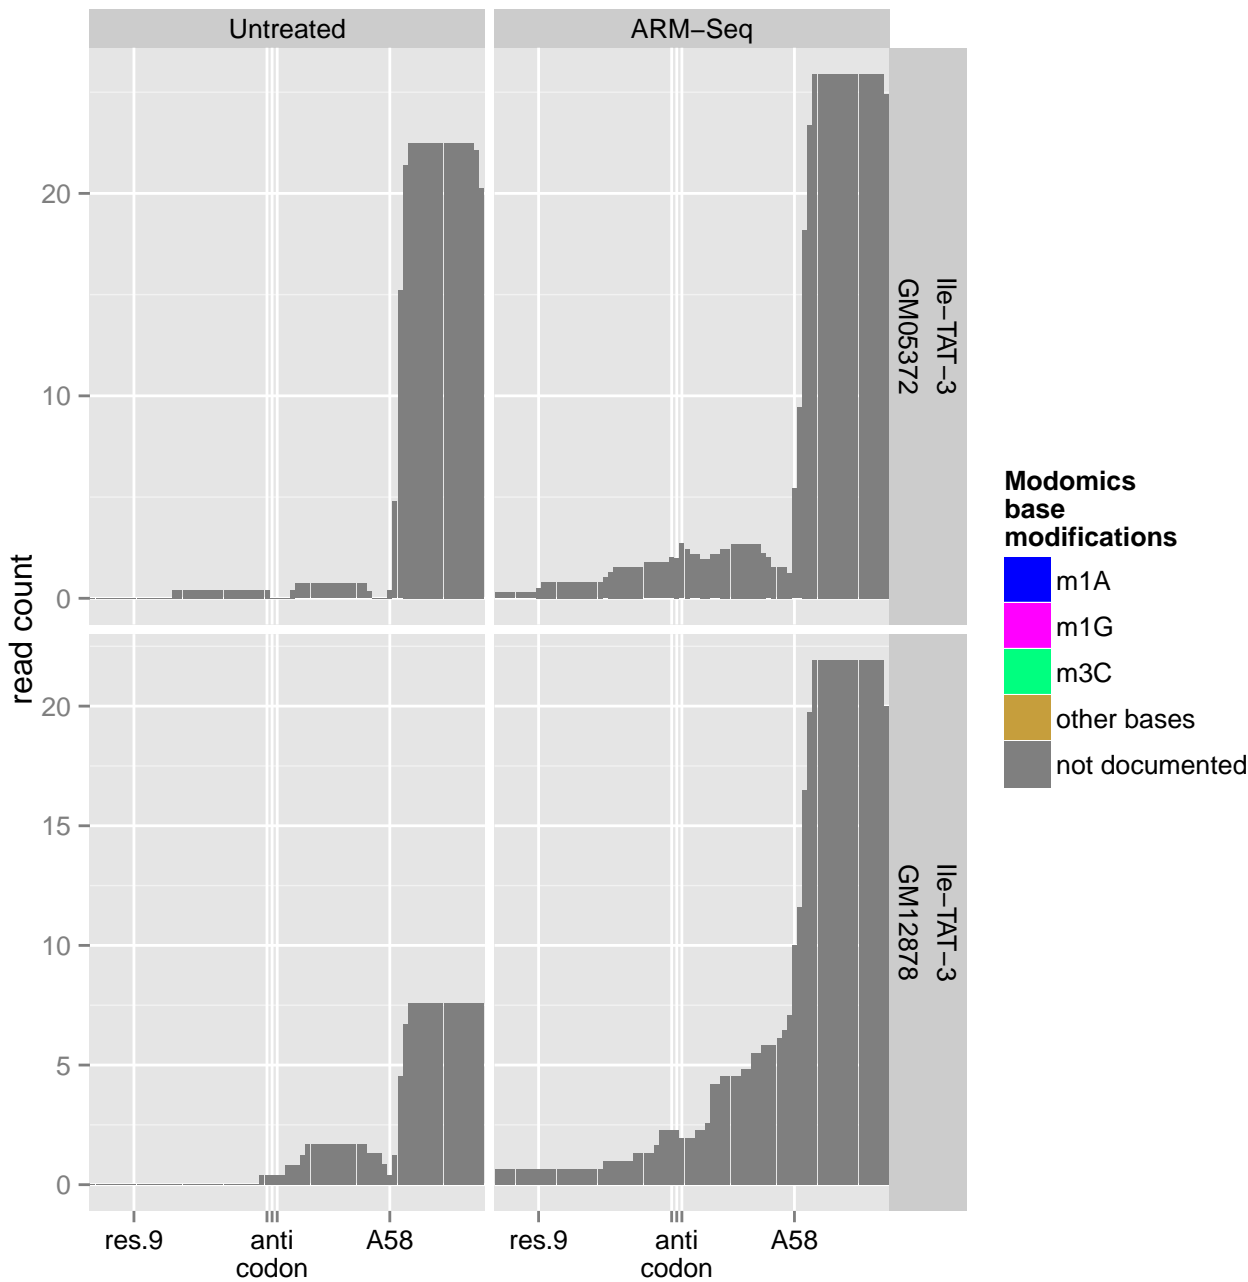 Untreated
ARM−Seq
20
10
0
Ile−TAT−3
GM05372
20
15
10
5
0
Ile−TAT−3
GM12878
read count
res.9
anti
codon
A58
res.9
anti
codon
A58
Modomics
base
modifications
m1A
m1G
m3C
other bases
not documented